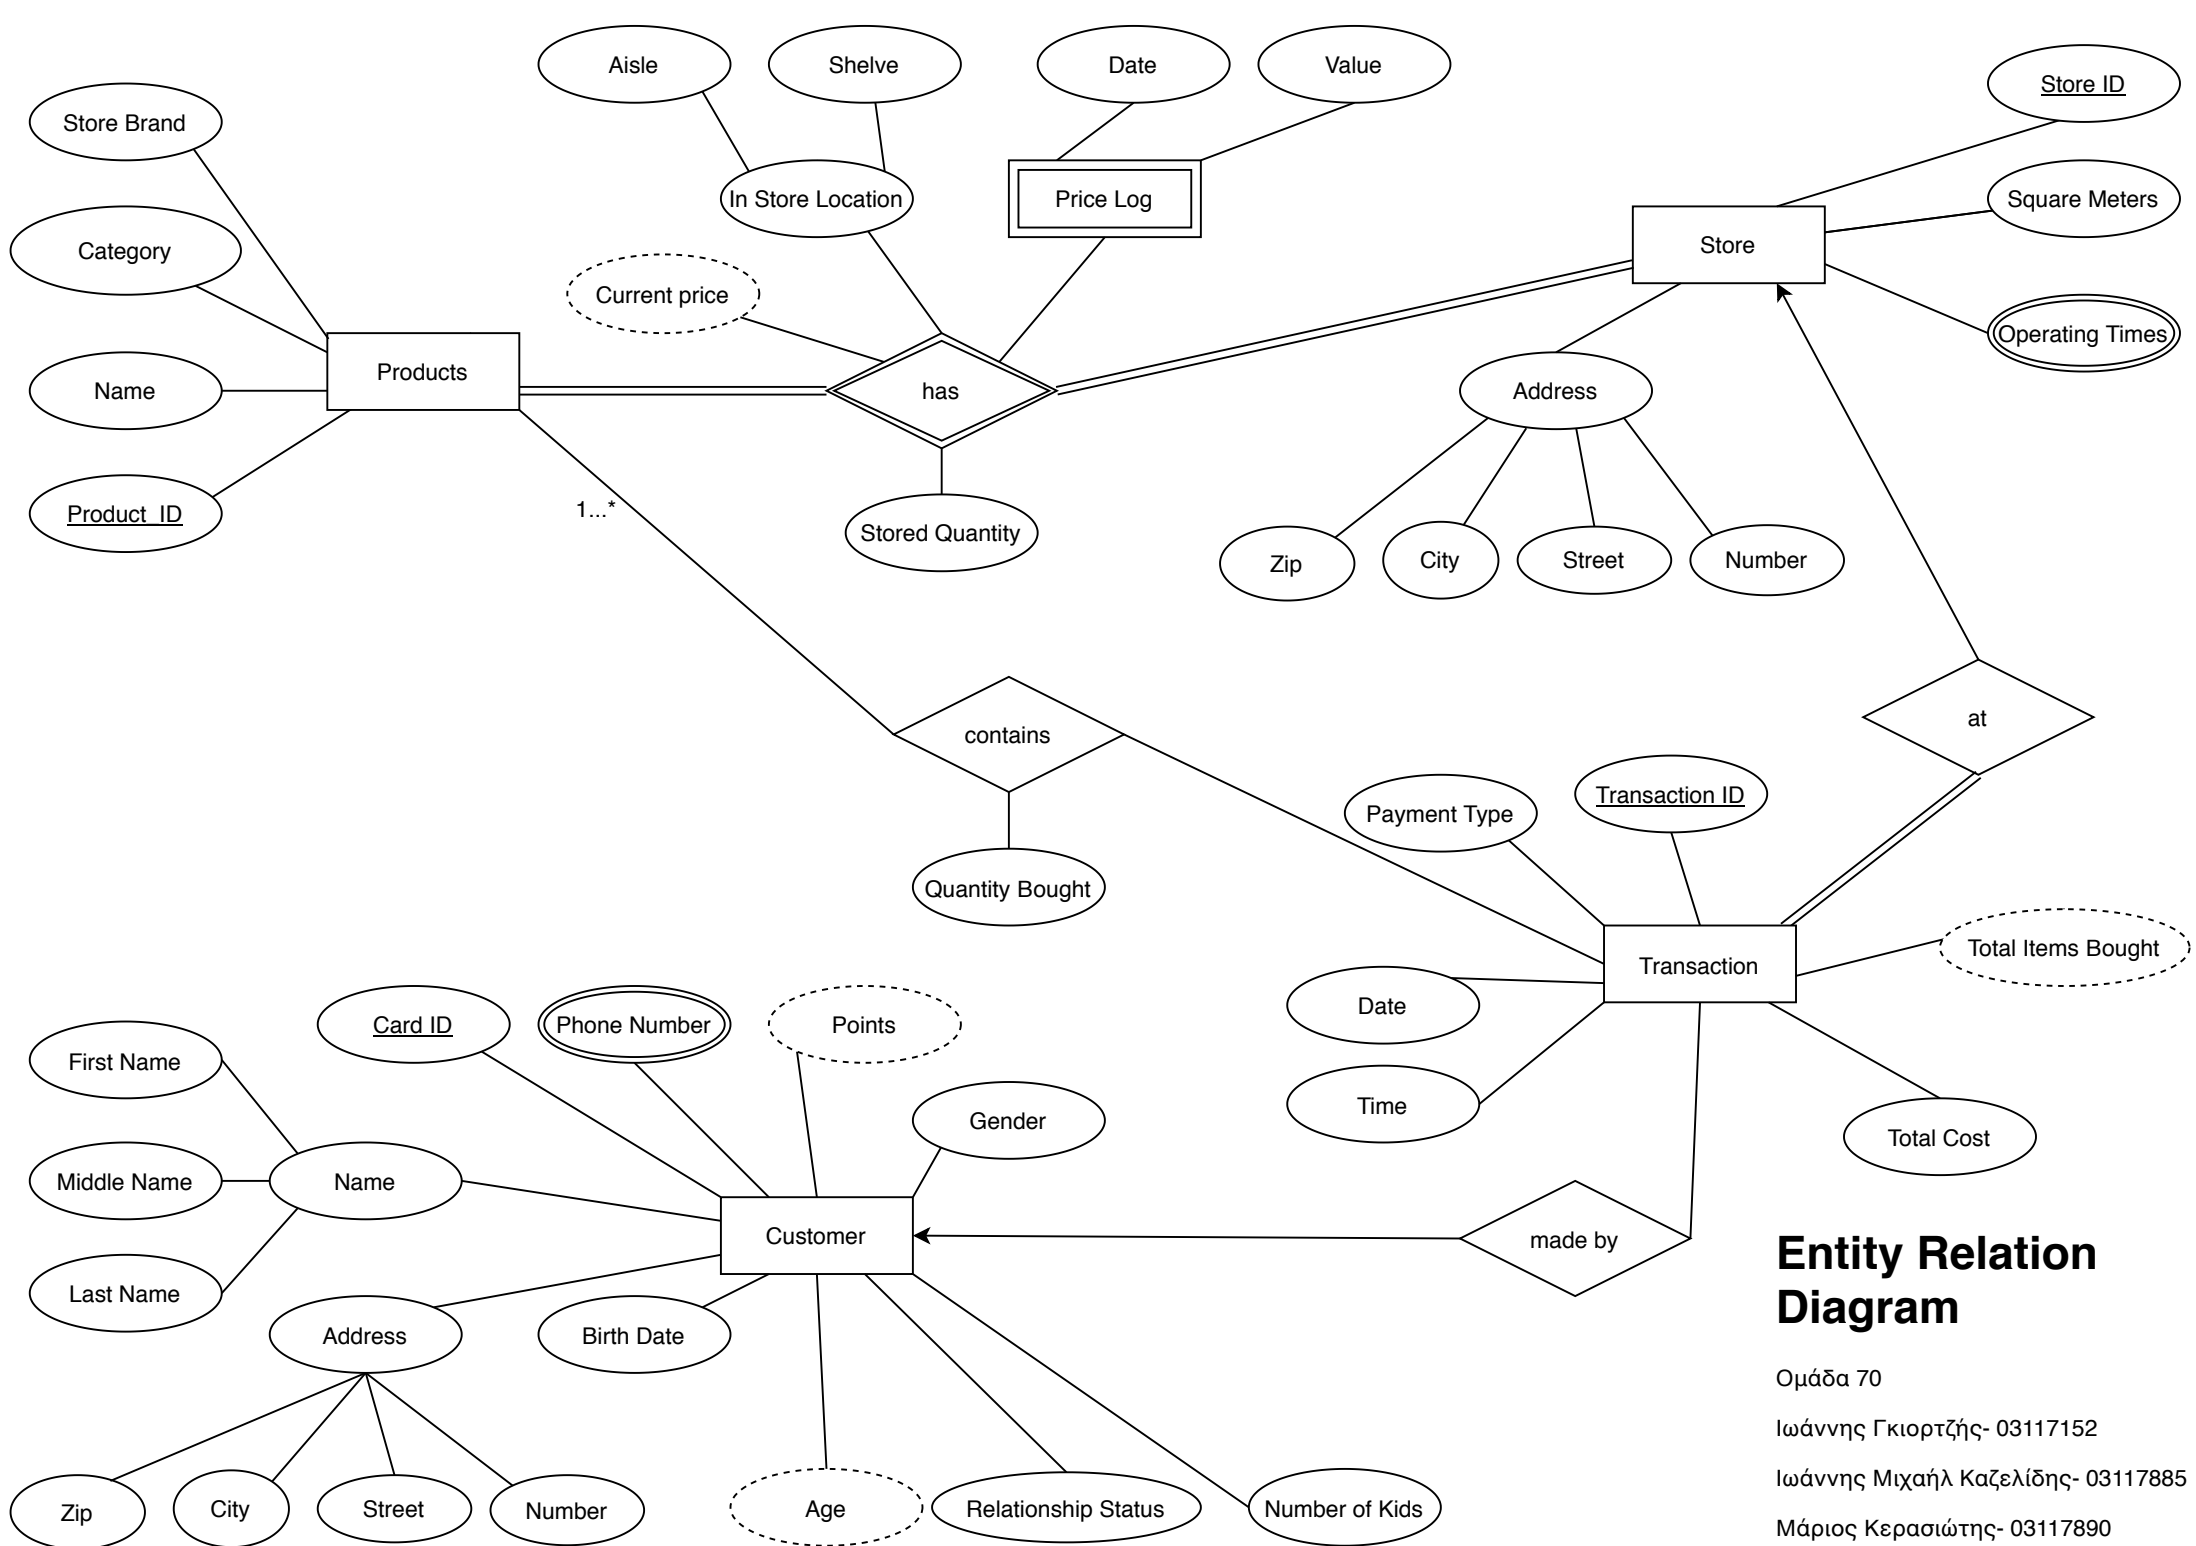 Aisle
Shelve
Date
Value
Store ID
Store Brand
In Store Location
Price Log
Square Meters
Category
Store
Current price
Operating Times
Products
Name
has
Address
Product_ID
1...*
Stored Quantity
Zip
City
Street
Number
at
contains
Payment Type
Transaction ID
Quantity Bought
Total Items Bought
Transaction
Date
Card ID
Phone Number
Points
First Name
Time
Gender
Total Cost
Middle Name
Name
Customer
made by
Last Name
Address
Birth Date
Zip
City
Street
Number
Age
Relationship Status
Number of Kids
Entity Relation
Diagram
Ομάδα 70
Ιωάννης Γκιορτζής- 03117152
Ιωάννης Μιχαήλ Καζελίδης- 03117885
Μάριος Κερασιώτης- 03117890